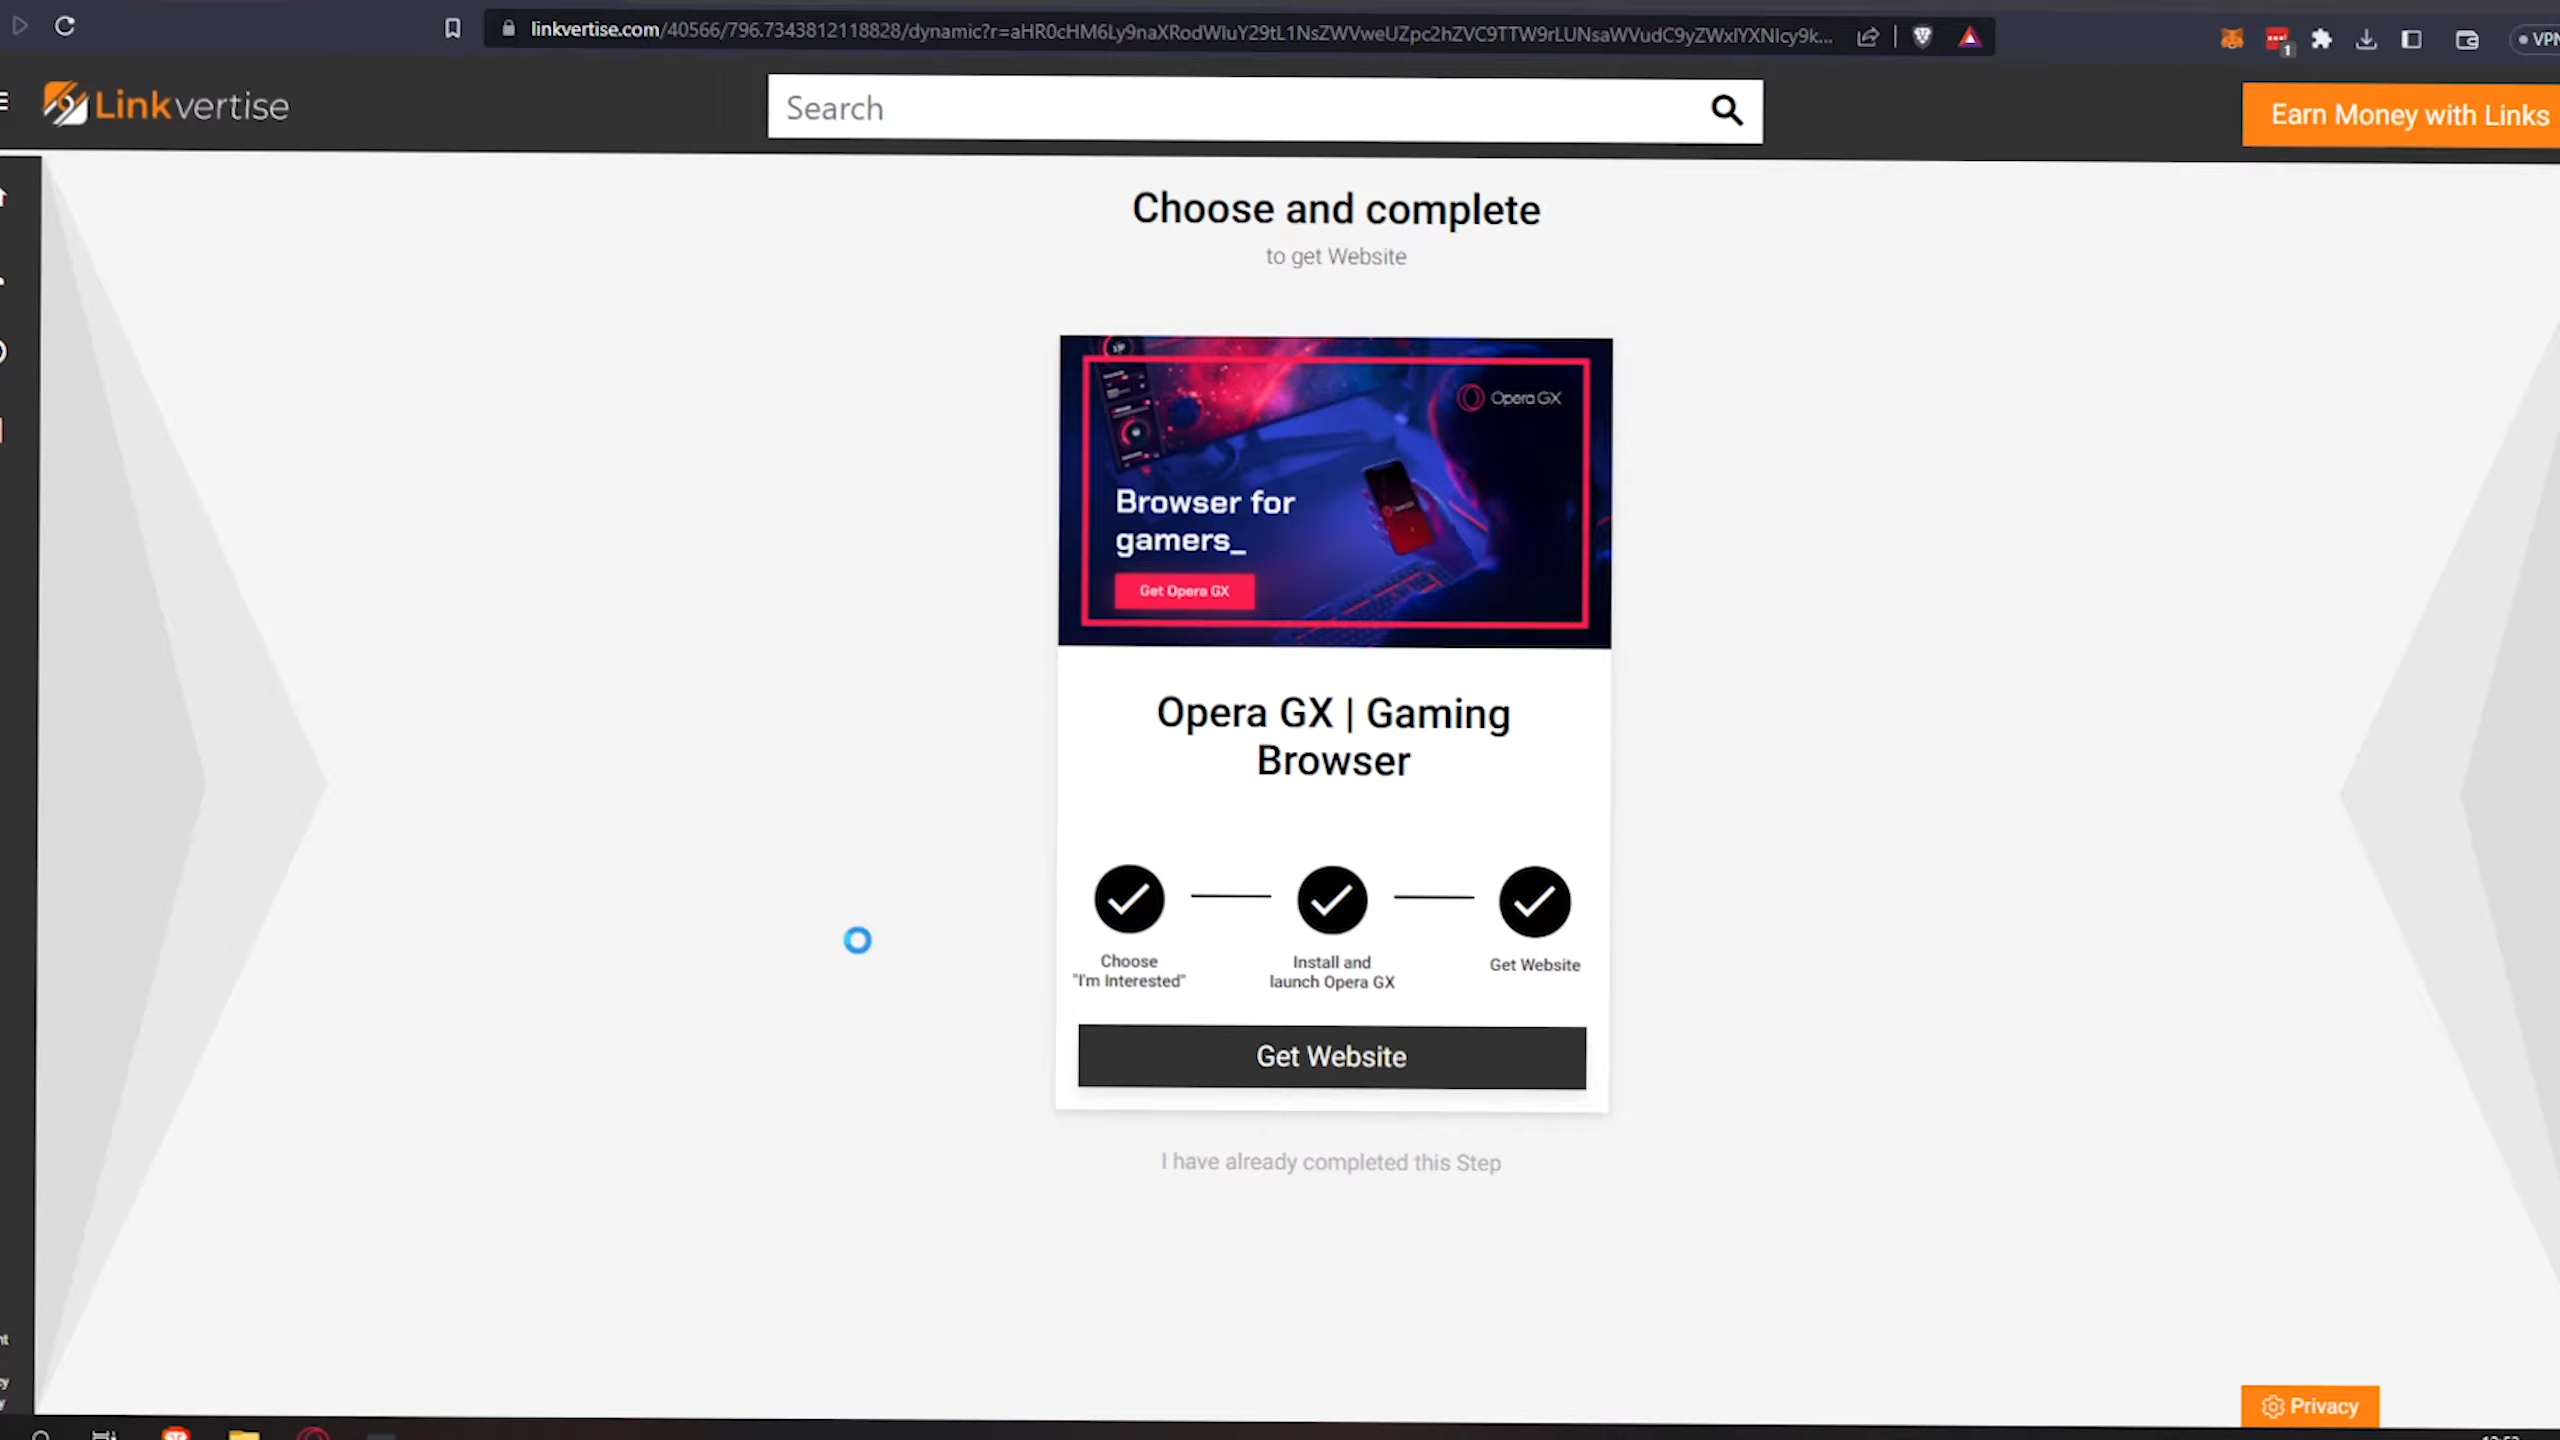 linkvertise.com/40566/796.7343812118828/dynamic?r=aHR0cHM6Ly9naXRodWIuY29tL1NsZWVweUZpc2hZVC9TTW9rLUNsaWVudC9yZWxlYXNlcy9k...
VPN
1
Linkvertise
Search
Earn Money with Links
Choose and complete
to get Website
Opera GX
Browser for
gamers_
Get Opera GX
Opera GX | Gaming
Browser
Choose
"I'm Interested"
Install and
launch Opera GX
Get Website
Get Website
I have already completed this Step
Privacy